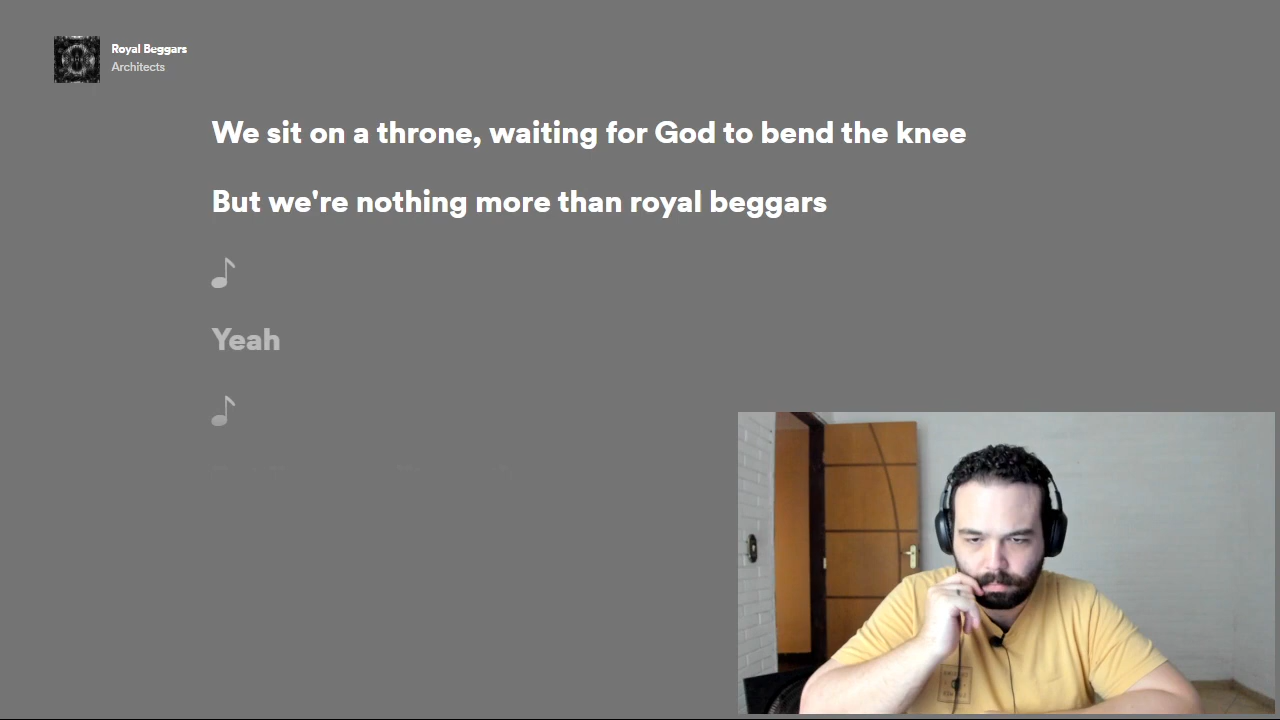 Royal Beggars
Architects
We sit on a throne, waiting for God to bend the knee
But we're nothing more than royal beggars
Yeah